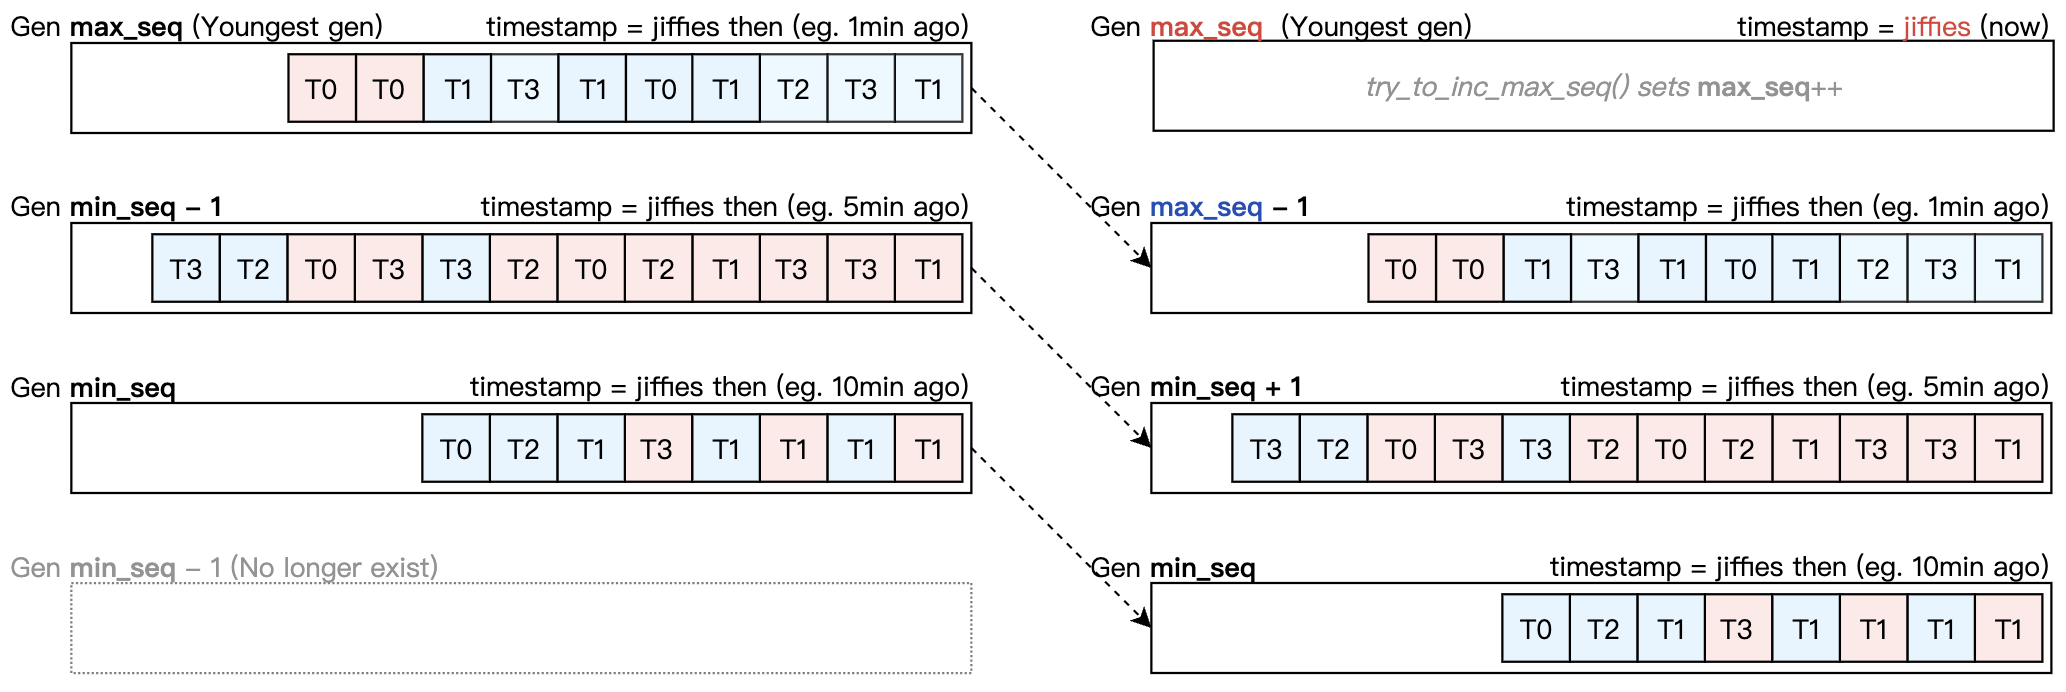 Gen max_seq (Youngest gen) timestamp = jiffies then (eg. 1min ago)
T0 T0 T1 T3 T1 T0 T1 T2 T3 T1
Gen min_seq – 1 timestamp = jiffies then (eg. 5min ago)
T3 T2 T0 T3 T3 T2 T0 T2 T1 T3 T3 T1
Gen min_seq timestamp = jiffies then (eg. 10min ago)
T0 T2 T1 T3 T1 T1 T1 T1
Gen min_seq – 1 (No longer exist)
Gen max_seq (Youngest gen) timestamp = jiffies (now)
try_to_inc_max_seq() sets max_seq++
Gen max_seq – 1 timestamp = jiffies then (eg. 1min ago)
T0 T0 T1 T3 T1 T0 T1 T2 T3 T1
Gen min_seq + 1 timestamp = jiffies then (eg. 5min ago)
T3 T2 T0 T3 T3 T2 T0 T2 T1 T3 T3 T1
Gen min_seq timestamp = jiffies then (eg. 10min ago)
T0 T2 T1 T3 T1 T1 T1 T1